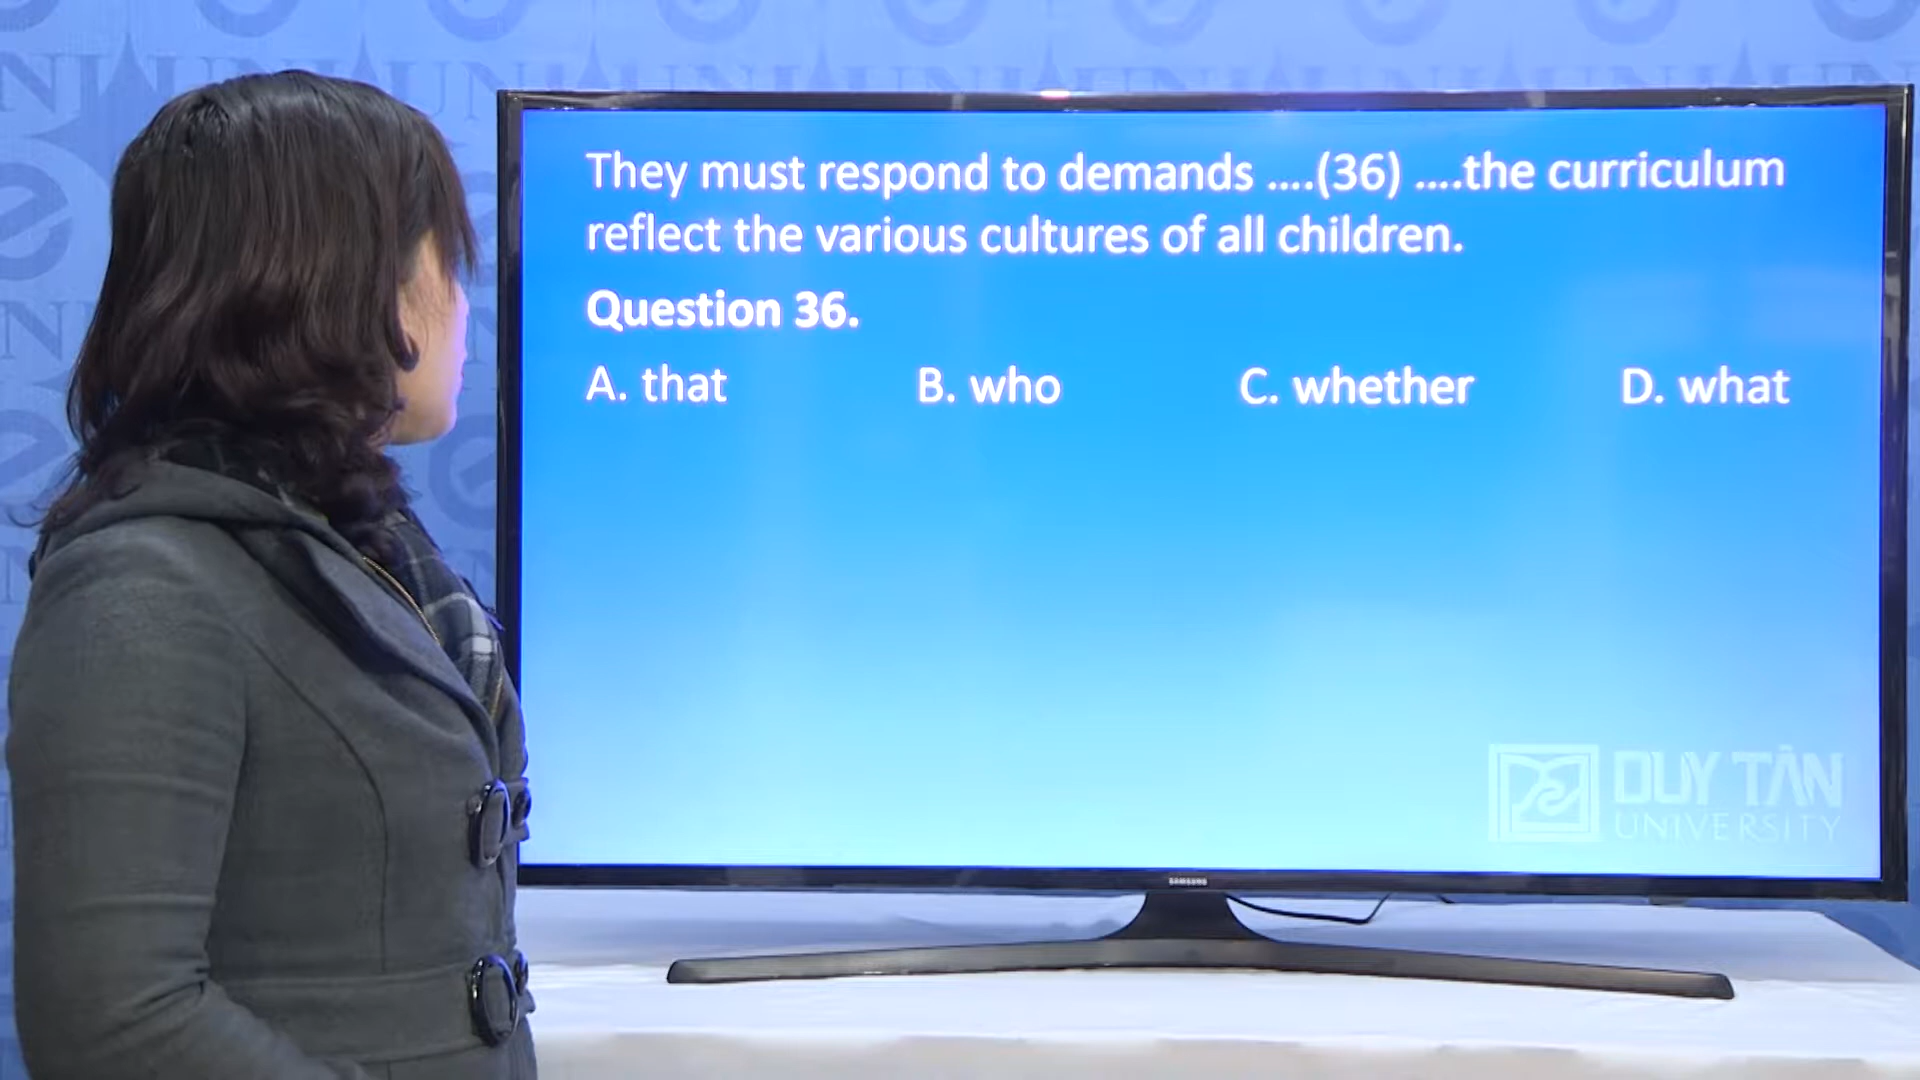 They must respond to demands ....(36) ....the curriculum
reflect the various cultures of all children.
Question 36.
A. that B. who C. whether D. what
DUY TÂN
UNIVERSITY
SAMSUNG